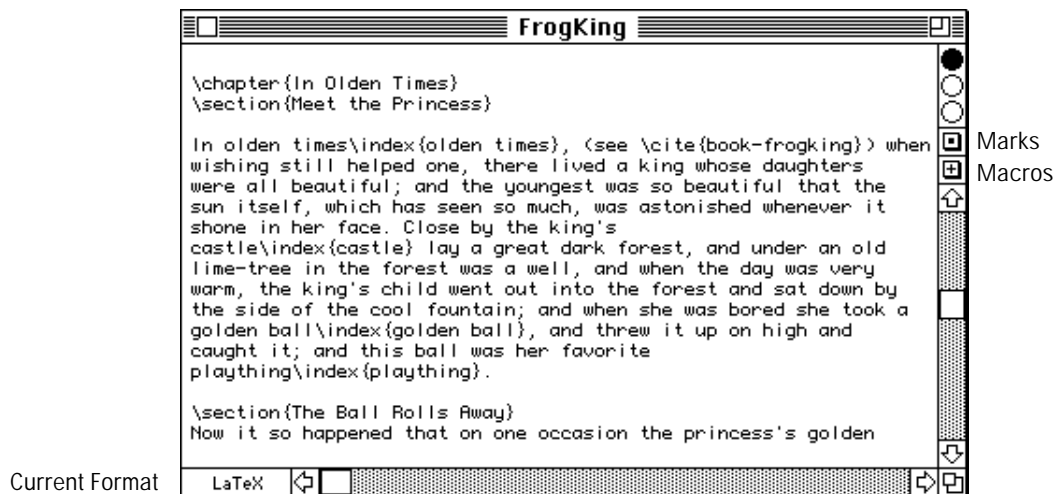 FrogKing
\chapter{In Olden Times}
\section{Meet the Princess}
In olden times\index{olden times}, (see \cite{book-frogking}) when
wishing still helped one, there lived a king whose daughters
were all beautiful; and the youngest was so beautiful that the
sun itself, which has seen so much, was astonished whenever it
shone in her face. Close by the king's
castle\index{castle} lay a great dark forest, and under an old
lime-tree in the forest was a well, and when the day was very
warm, the king's child went out into the forest and sat down by
the side of the cool fountain; and when she was bored she took a
golden ball\index{golden ball}, and threw it up on high and
caught it; and this ball was her favorite
plaything\index{plaything}.
\section{The Ball Rolls Away}
Now it so happened that on one occasion the princess's golden
Marks
Macros
Current Format
LaTeX